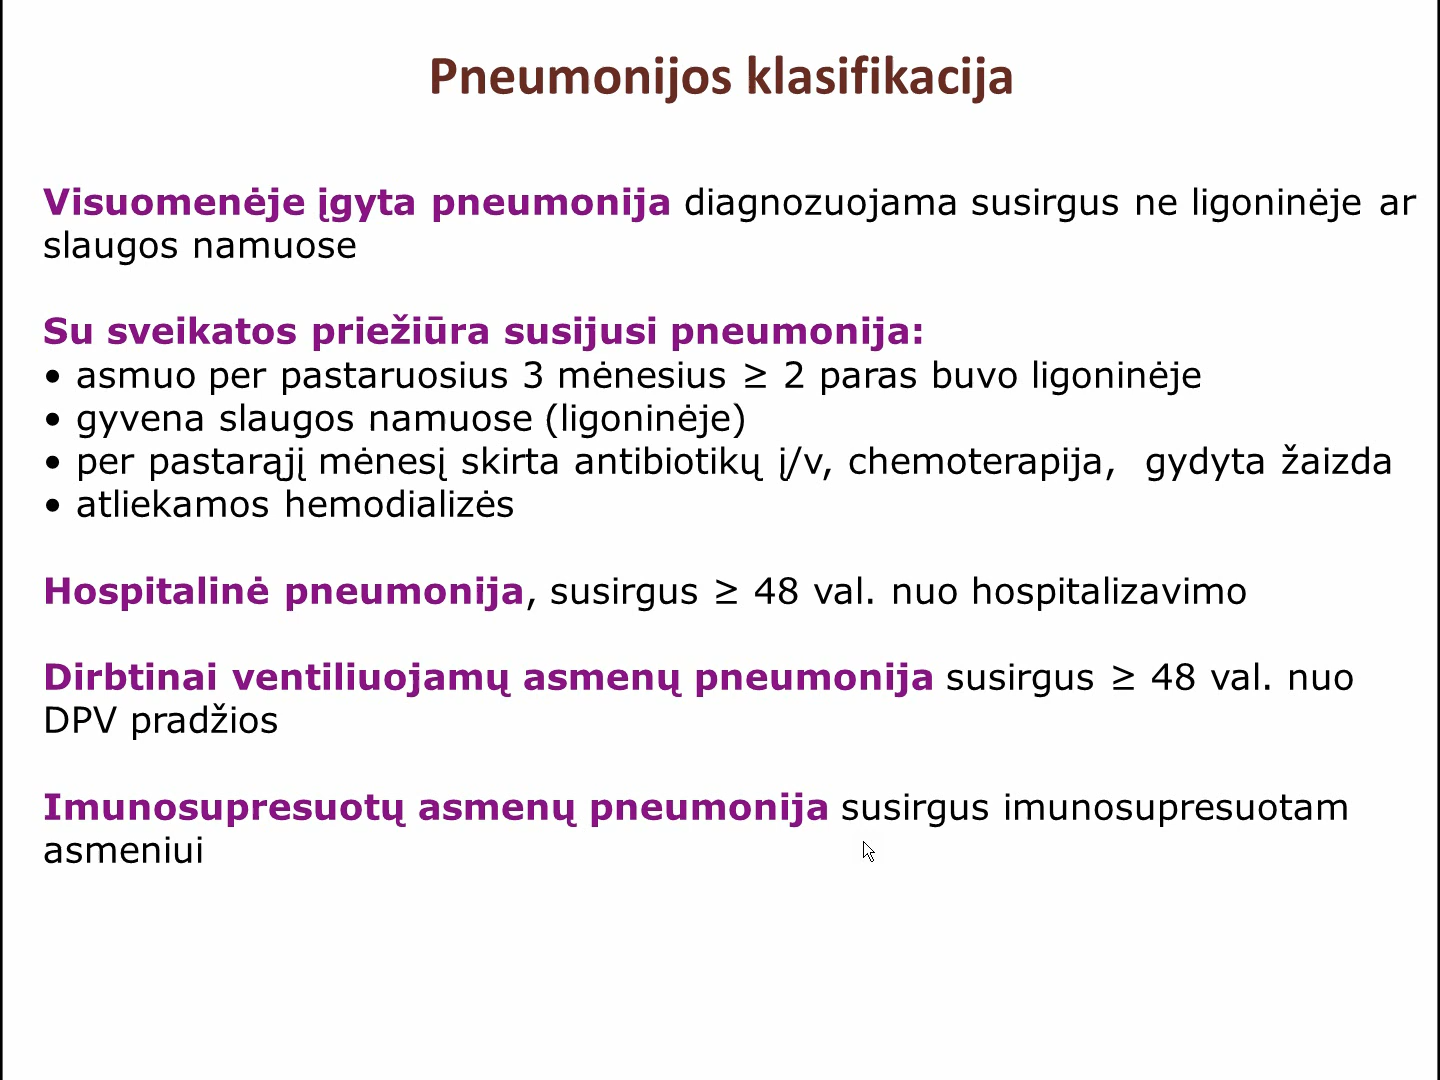 Pneumonijos klasifikacija
Visuomenėje įgyta pneumonija diagnozuojama susirgus ne ligoninėje ar
slaugos namuose
Su sveikatos priežiūra susijusi pneumonija:
• asmuo per pastaruosius 3 mėnesius ≥ 2 paras buvo ligoninėje
• gyvena slaugos namuose (ligoninėje)
• per pastarąjį mėnesį skirta antibiotikų į/v, chemoterapija,  gydyta žaizda
• atliekamos hemodializės
Hospitalinė pneumonija, susirgus ≥ 48 val. nuo hospitalizavimo
Dirbtinai ventiliuojamų asmenų pneumonija susirgus ≥ 48 val. nuo
DPV pradžios
Imunosupresuotų asmenų pneumonija susirgus imunosupresuotam
asmeniui